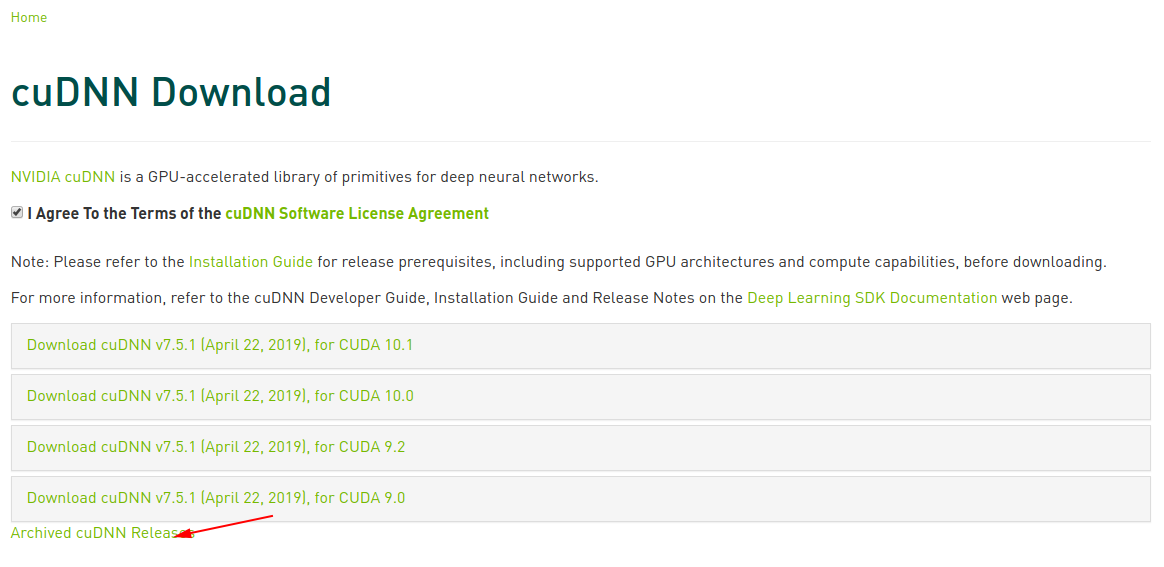 Home
cuDNN Download
NVIDIA cuDNN is a GPU-accelerated library of primitives for deep neural networks.
I Agree To the Terms of the cuDNN Software License Agreement
Note: Please refer to the Installation Guide for release prerequisites, including supported GPU architectures and compute capabilities, before downloading.
For more information, refer to the cuDNN Developer Guide, Installation Guide and Release Notes on the Deep Learning SDK Documentation web page.
Download cuDNN v7.5.1 (April 22, 2019), for CUDA 10.1
Download cuDNN v7.5.1 (April 22, 2019), for CUDA 10.0
Download cuDNN v7.5.1 (April 22, 2019), for CUDA 9.2
Download cuDNN v7.5.1 (April 22, 2019), for CUDA 9.0
Archived cuDNN Releases